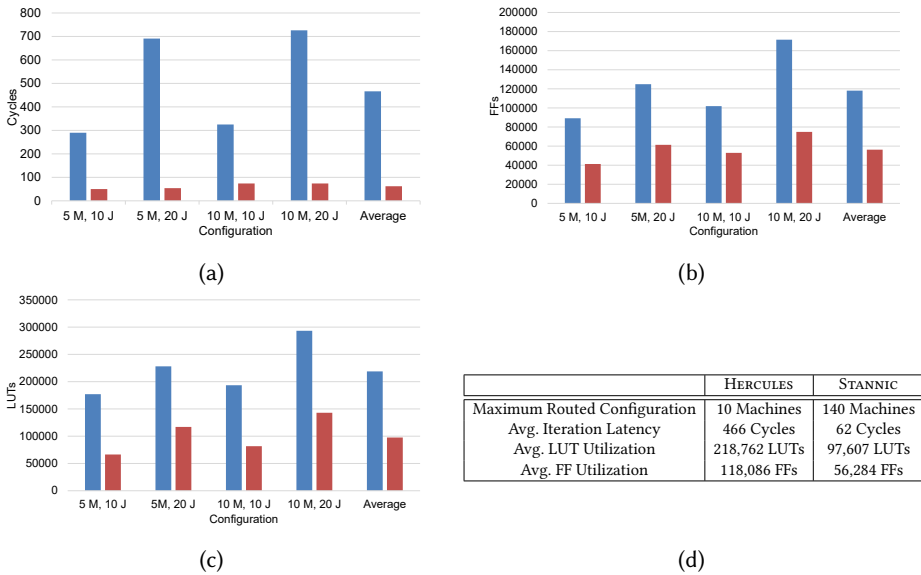 800
700
600
500
400
300
200
100
0
Cycles
5 M, 10 J 5 M, 20 J 10 M, 10 J 10 M, 20 J Average
Configuration
(a)
200000
180000
160000
140000
120000
100000
80000
60000
40000
20000
0
FFs
5 M, 10 J 5M, 20 J 10 M, 10 J 10 M, 20 J Average
Configuration
(b)
350000
300000
250000
200000
150000
100000
50000
0
LUTs
5 M, 10 J 5M, 20 J 10 M, 10 J 10 M, 20 J Average
Configuration
(c)
HERCULES STANNIC
Maximum Routed Configuration 10 Machines 140 Machines
Avg. Iteration Latency 466 Cycles 62 Cycles
Avg. LUT Utilization 218,762 LUTs 97,607 LUTs
Avg. FF Utilization 118,086 FFs 56,284 FFs
(d)